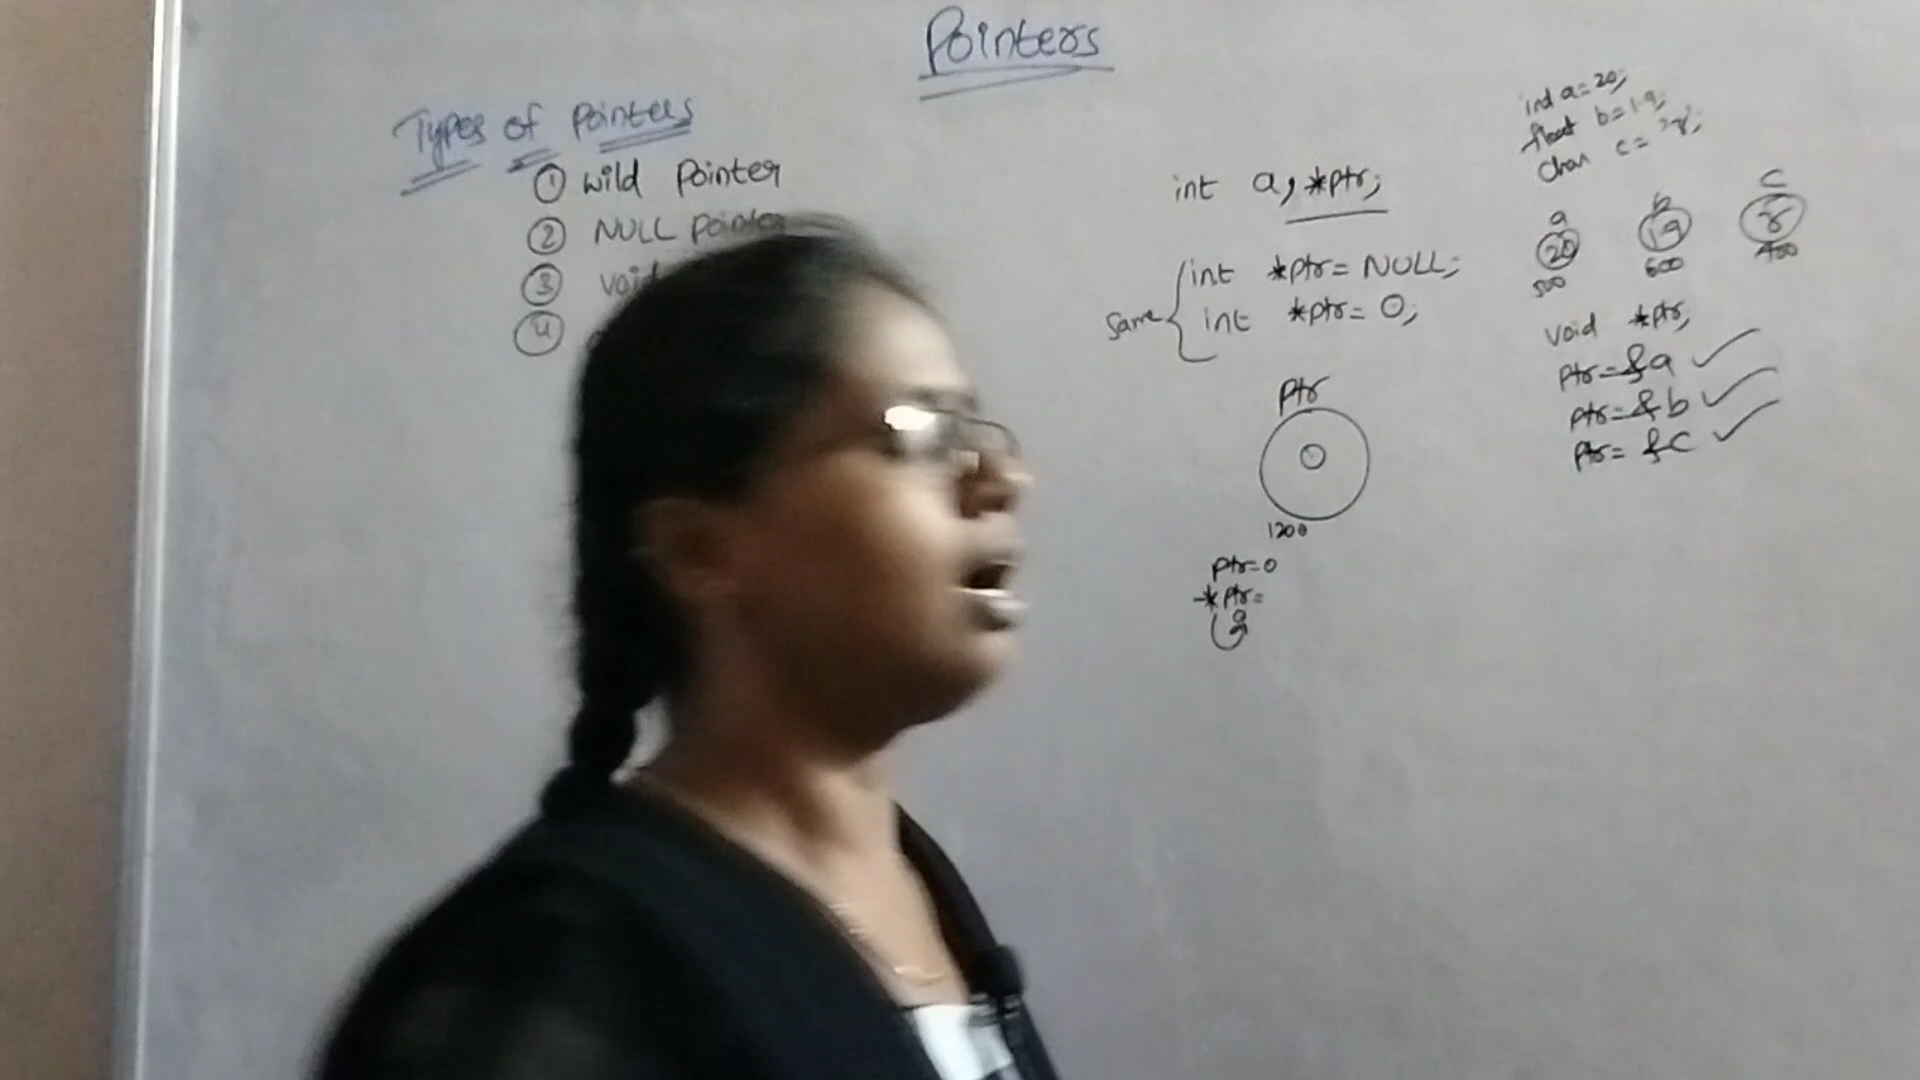 Pointers
Types of Pointers
① Wild Pointer
② NULL Pointer
③ void
④
int a, *ptr;
same
int *ptr = NULL;
int *ptr = 0;
ptr
0
1200
ptr=0
*ptr=
int a=20;
float b=1.9;
char c=
a
20
500
b
1.9
600
c
400
void *ptr;
ptr=&a ✓
ptr=&b ✓
ptr=&c ✓